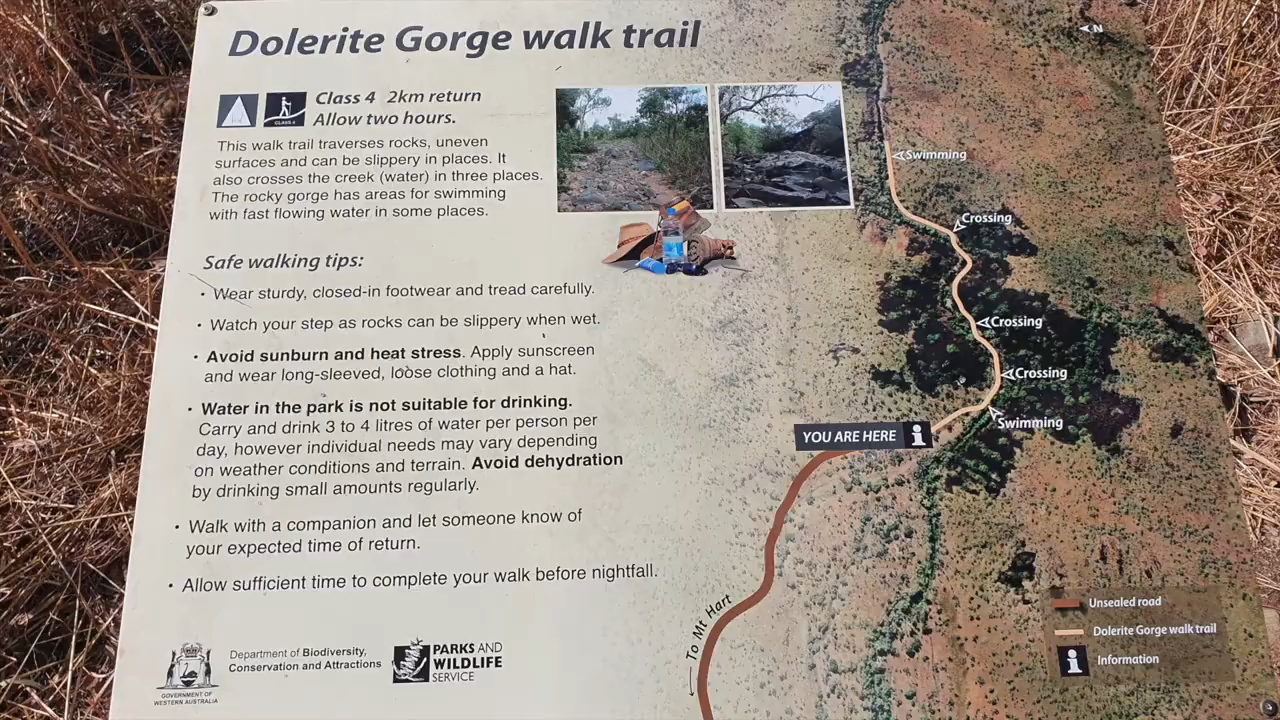 Dolerite Gorge walk trail
CLASS 4
Class 4 2km return
Allow two hours.
This walk trail traverses rocks, uneven
surfaces and can be slippery in places. It
also crosses the creek (water) in three places.
The rocky gorge has areas for swimming
with fast flowing water in some places.
Safe walking tips:
• Wear sturdy, closed-in footwear and tread carefully.
• Watch your step as rocks can be slippery when wet.
• Avoid sunburn and heat stress. Apply sunscreen
and wear long-sleeved, loose clothing and a hat.
• Water in the park is not suitable for drinking.
Carry and drink 3 to 4 litres of water per person per
day, however individual needs may vary depending
on weather conditions and terrain. Avoid dehydration
by drinking small amounts regularly.
• Walk with a companion and let someone know of
your expected time of return.
• Allow sufficient time to complete your walk before nightfall.
GOVERNMENT OF
WESTERN AUSTRALIA
Department of Biodiversity,
Conservation and Attractions
PARKS AND
WILDLIFE
SERVICE
N
Swimming
Crossing
Crossing
Crossing
Swimming
YOU ARE HERE i
To Mt Hart
Unsealed road
Dolerite Gorge walk trail
i Information